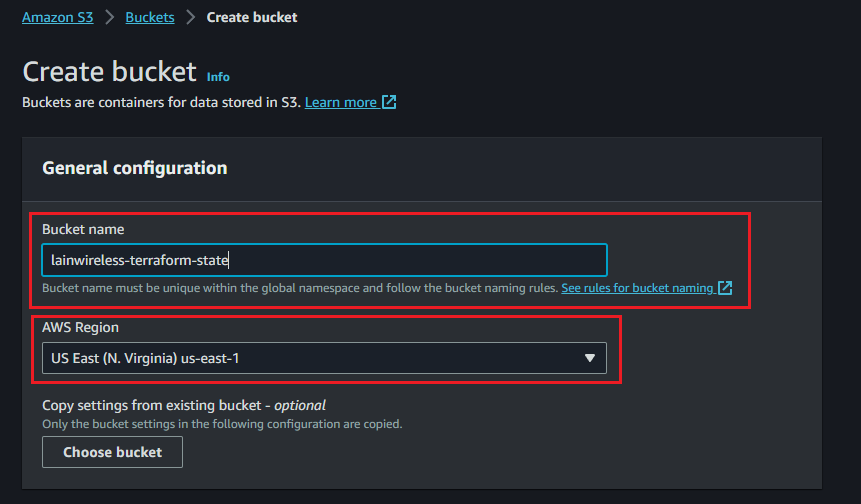 Amazon S3 > Buckets > Create bucket
Create bucket Info
Buckets are containers for data stored in S3. Learn more
General configuration
Bucket name
lainwireless-terraform-state
Bucket name must be unique within the global namespace and follow the bucket naming rules. See rules for bucket naming
AWS Region
US East (N. Virginia) us-east-1
Copy settings from existing bucket - optional
Only the bucket settings in the following configuration are copied.
Choose bucket